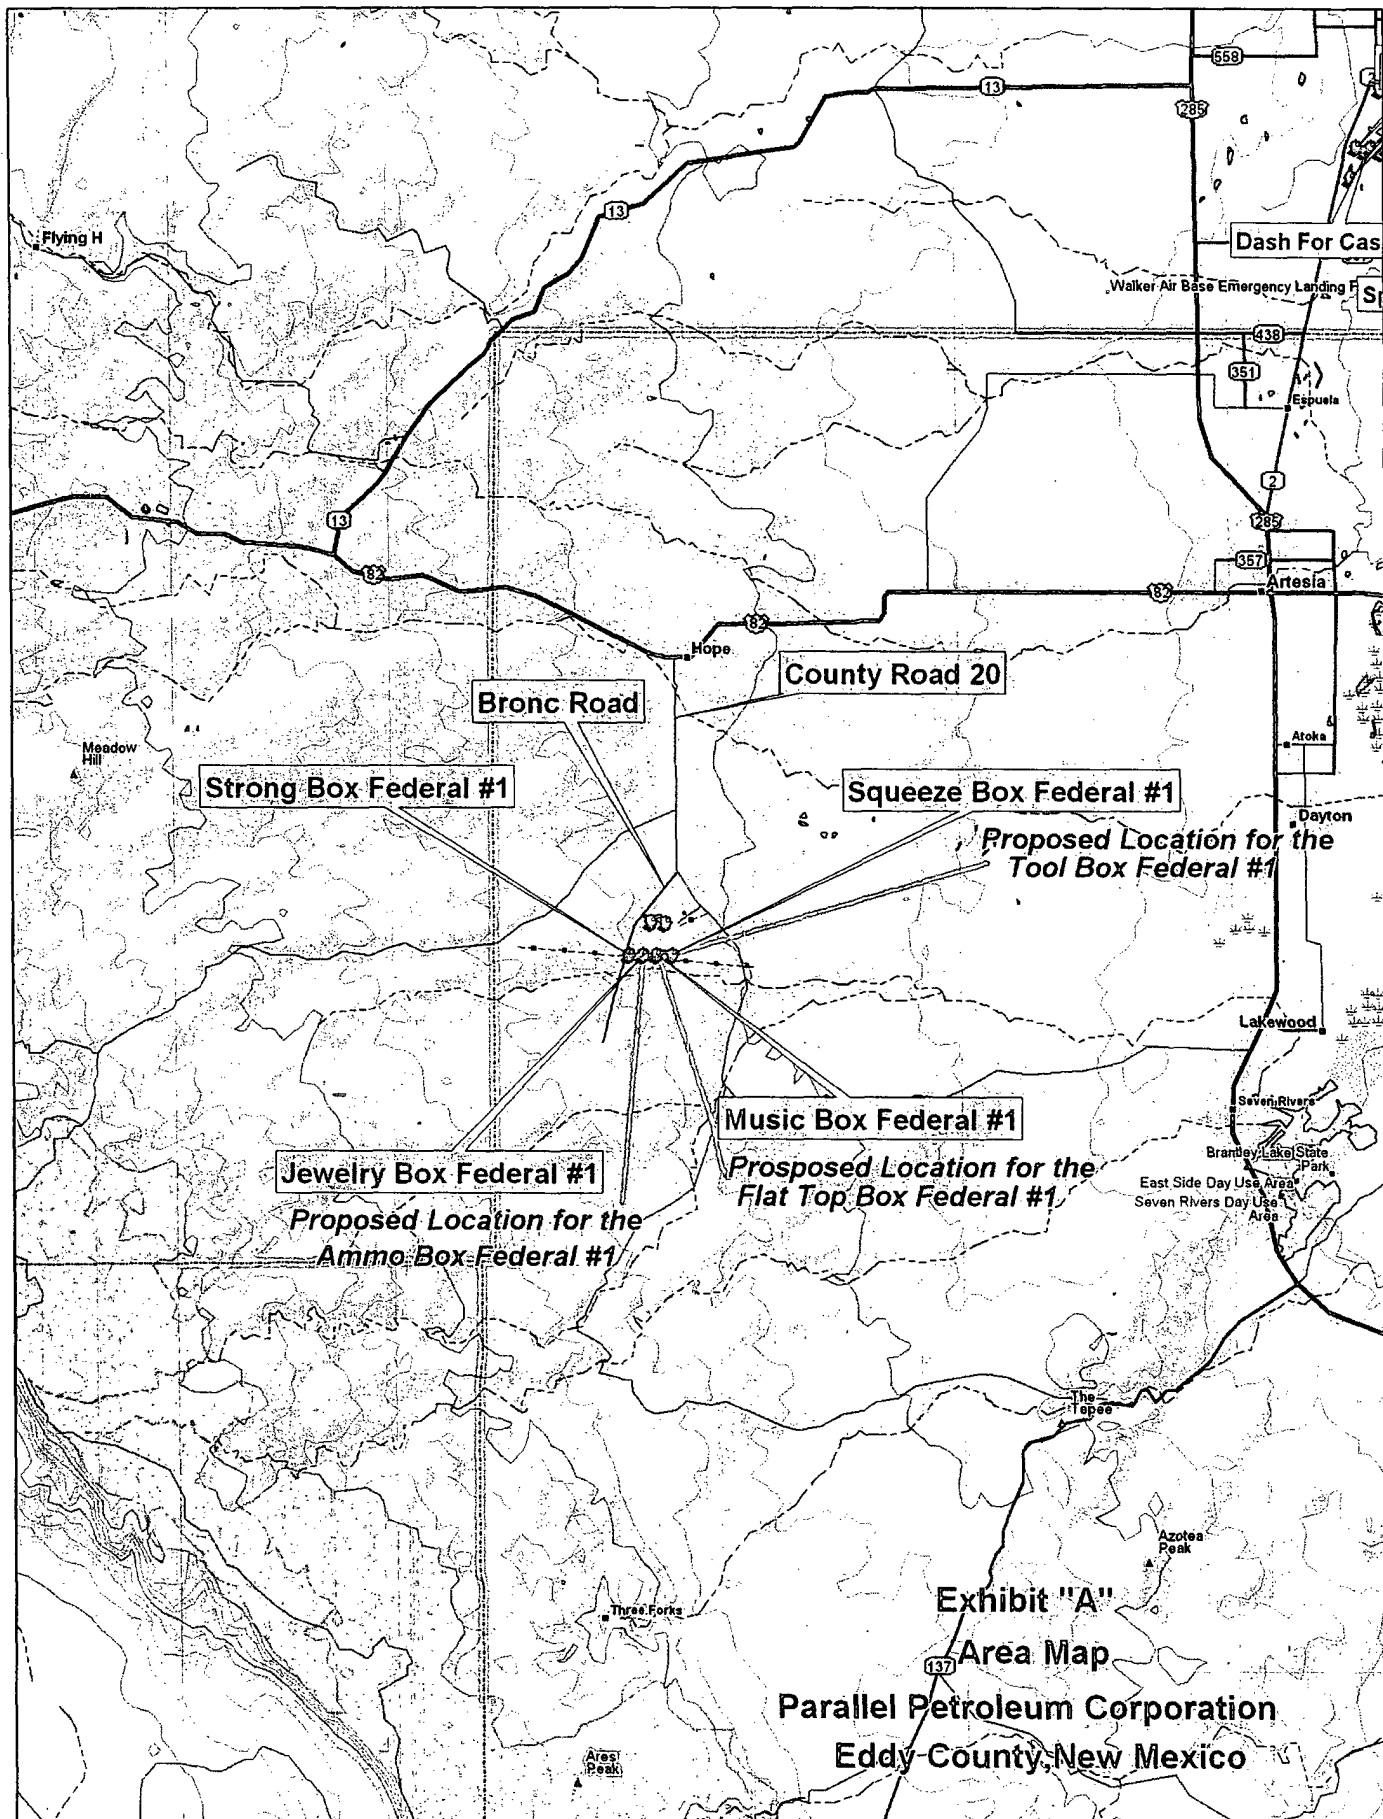 558
13
285
2
13
Flying H
Dash For Cas
Walker Air Base Emergency Landing F
S
438
351
Espuela
2
13
285
82
357
Artesia
82
82
Hope
County Road 20
Bronc Road
Atoka
Meadow
Hill
Strong Box Federal #1
Squeeze Box Federal #1
Dayton
Proposed Location for the
Tool Box Federal #1
Lakewood
Seven Rivers
Music Box Federal #1
Brantley Lake State
Park
Jewelry Box Federal #1
Prosposed Location for the
Flat Top Box Federal #1
East Side Day Use Area
Seven Rivers Day Use
Area
Proposed Location for the
Ammo Box Federal #1
The
Tepee
Azotea
Peak
Three Forks
Exhibit "A"
Area Map
137
Parallel Petroleum Corporation
Eddy County, New Mexico
Ares
Peak